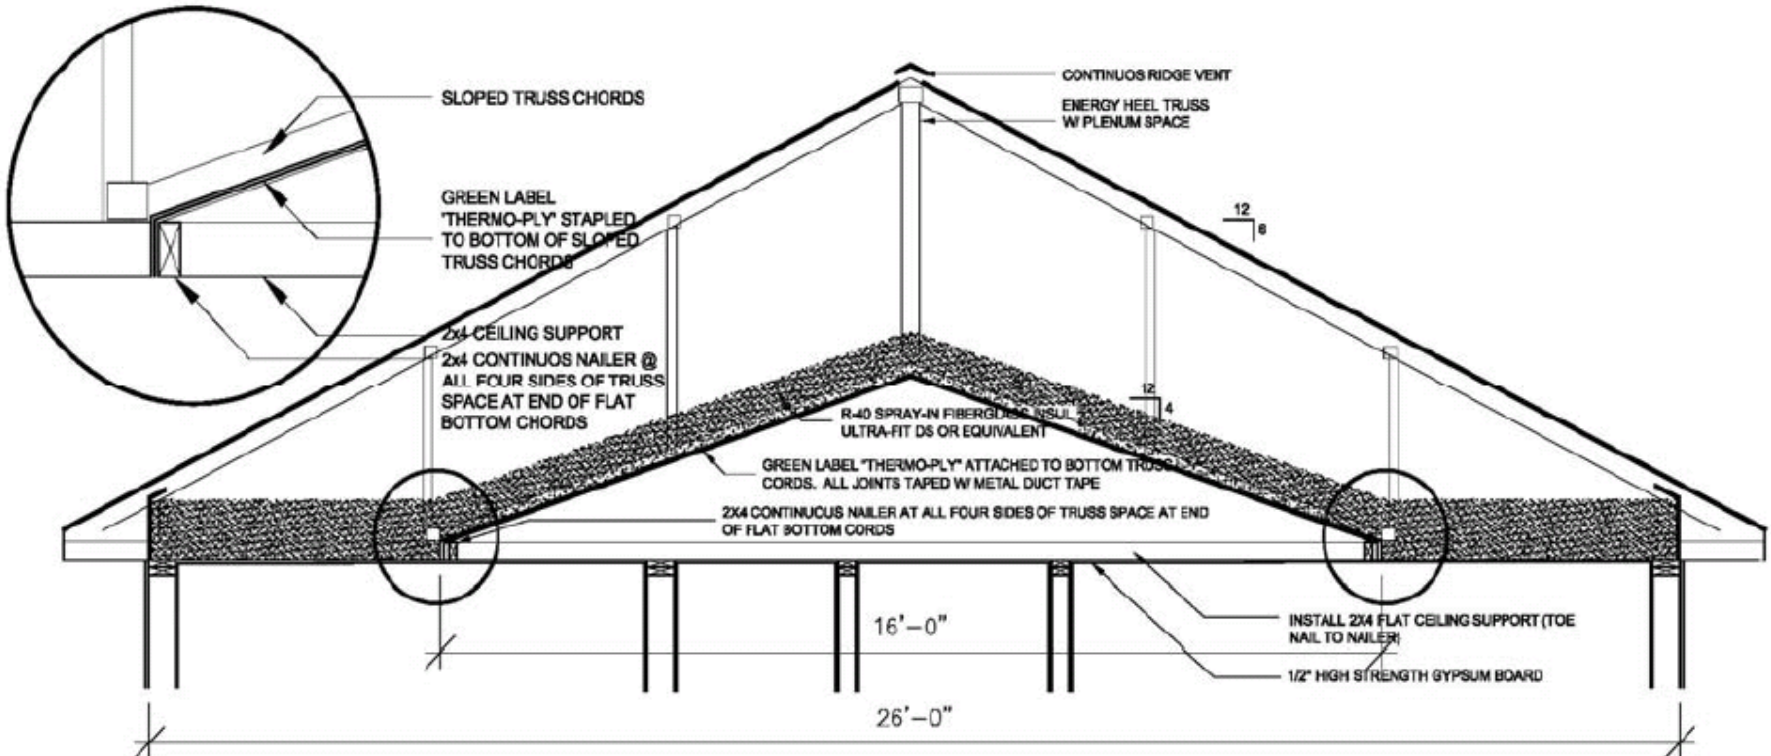 SLOPED TRUSS CHORDS
GREEN LABEL
'THERMO-PLY' STAPLED
TO BOTTOM OF SLOPED
TRUSS CHORDS
2x4 CEILING SUPPORT
2x4 CONTINUOS NAILER @
ALL FOUR SIDES OF TRUSS
SPACE AT END OF FLAT
BOTTOM CHORDS
CONTINUOS RIDGE VENT
ENERGY HEEL TRUSS
W/ PLENUM SPACE
12
6
12
4
R-40 SPRAY-IN FIBERGLASS INSUL
ULTRA-FIT DS OR EQUIVALENT
GREEN LABEL "THERMO-PLY" ATTACHED TO BOTTOM TRUSS
CORDS. ALL JOINTS TAPED W/ METAL DUCT TAPE
2X4 CONTINUOUS NAILER AT ALL FOUR SIDES OF TRUSS SPACE AT END
OF FLAT BOTTOM CORDS
16'-0"
INSTALL 2X4 FLAT CEILING SUPPORT (TOE
NAIL TO NAILER)
1/2" HIGH STRENGTH GYPSUM BOARD
26'-0"